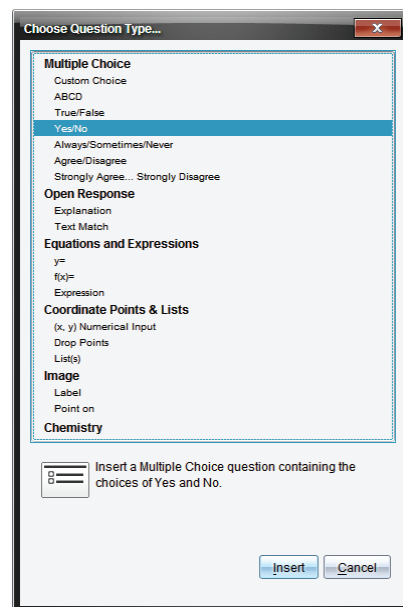 Choose Question Type...
X
Multiple Choice
Custom Choice
ABCD
True/False
Yes/No
Always/Sometimes/Never
Agree/Disagree
Strongly Agree... Strongly Disagree
Open Response
Explanation
Text Match
Equations and Expressions
y=
f(x)=
Expression
Coordinate Points & Lists
(x, y) Numerical Input
Drop Points
List(s)
Image
Label
Point on
Chemistry
Insert a Multiple Choice question containing the
choices of Yes and No.
Insert Cancel